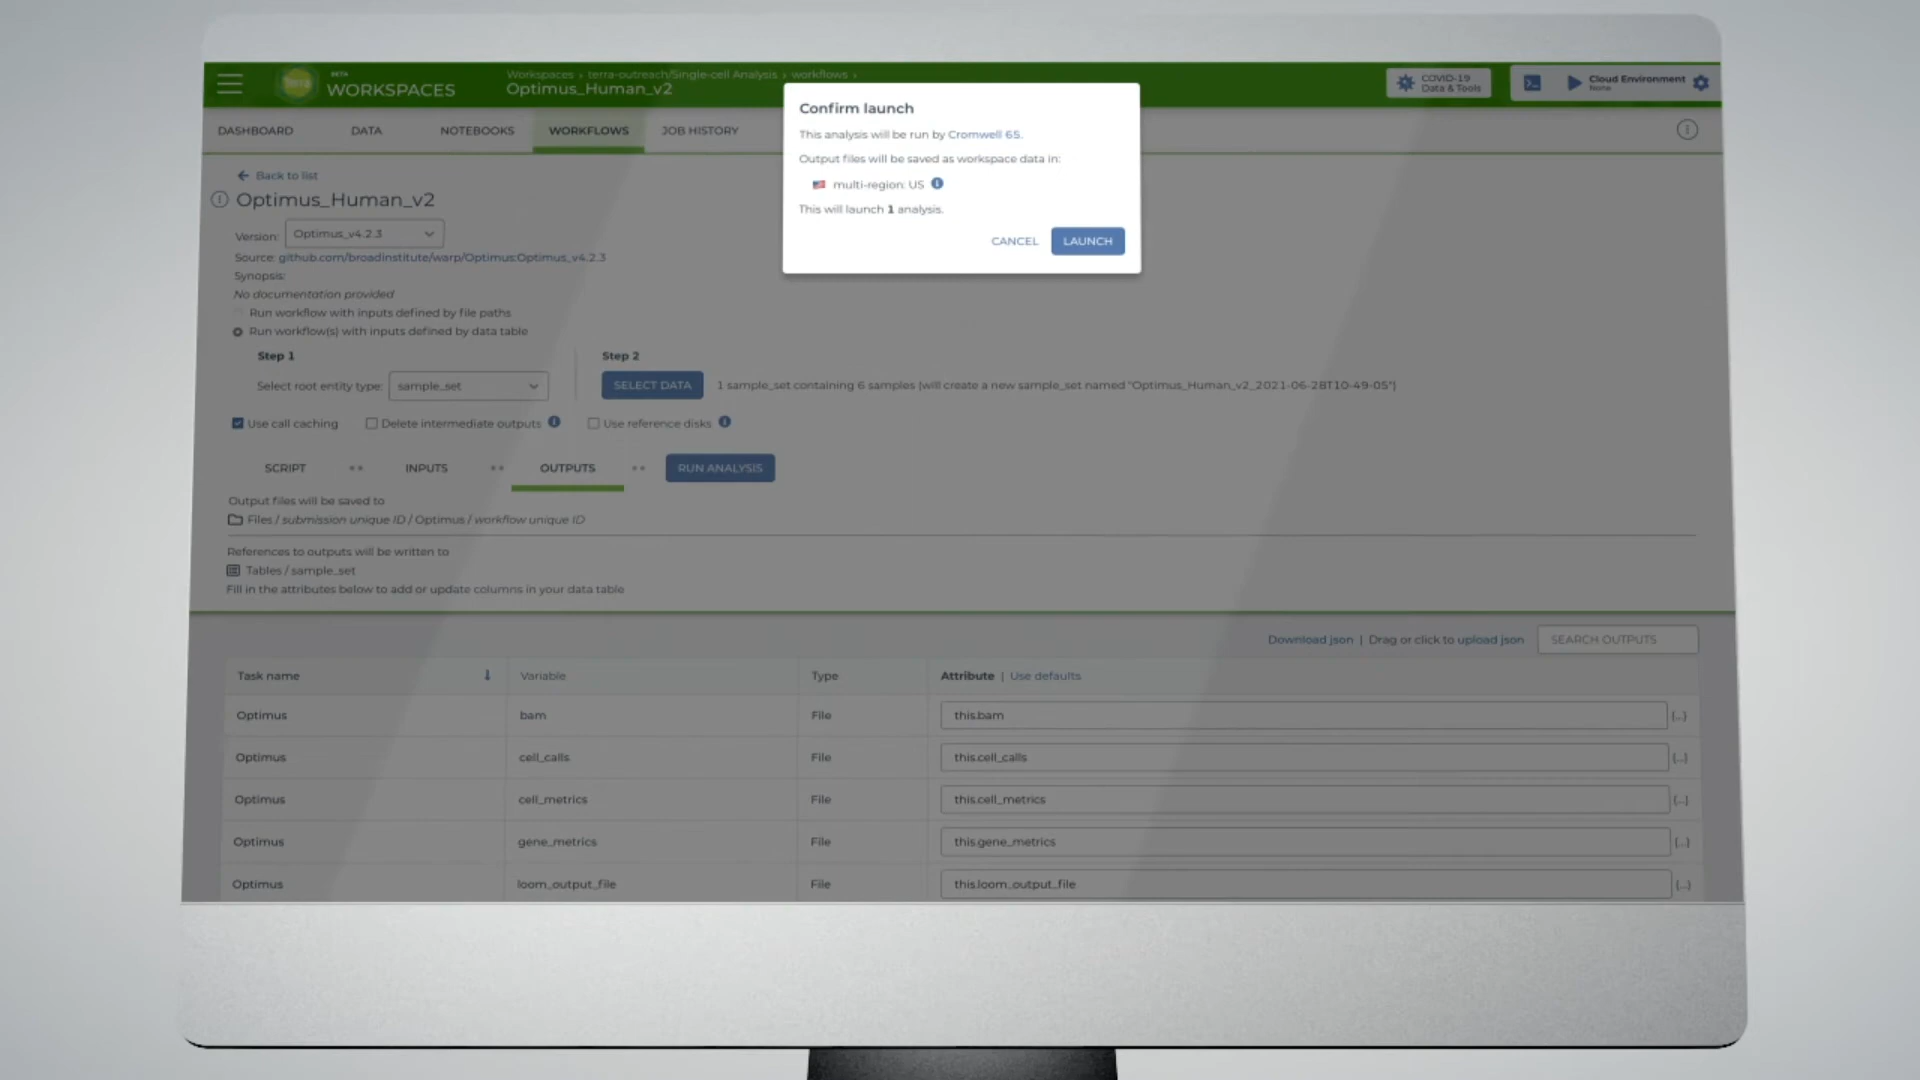 BETA
WORKSPACES
Workspaces › terra-outreach/Single-cell Analysis › workflows ›
Optimus_Human_v2
COVID-19
Data & Tools
Cloud Environment
None
DASHBOARD
DATA
NOTEBOOKS
WORKFLOWS
JOB HISTORY
Confirm launch
This analysis will be run by Cromwell 65.
Output files will be saved as workspace data in:
multi-region: US
This will launch 1 analysis.
CANCEL
LAUNCH
Back to list
Optimus_Human_v2
Version: Optimus_v4.2.3
Source: github.com/broadinstitute/warp/Optimus:Optimus_v4.2.3
Synopsis:
No documentation provided
Run workflow with inputs defined by file paths
Run workflow(s) with inputs defined by data table
Step 1
Select root entity type: sample_set
Step 2
SELECT DATA
1 sample_set containing 6 samples (will create a new sample_set named "Optimus_Human_v2_2021-06-28T10-49-05")
Use call caching
Delete intermediate outputs
Use reference disks
SCRIPT
INPUTS
OUTPUTS
RUN ANALYSIS
Output files will be saved to
Files / submission unique ID / Optimus / workflow unique ID
References to outputs will be written to
Tables / sample_set
Fill in the attributes below to add or update columns in your data table
Download json | Drag or click to upload json
SEARCH OUTPUTS
Task name Variable Type Attribute | Use defaults
Optimus bam File this.bam {...}
Optimus cell_calls File this.cell_calls {...}
Optimus cell_metrics File this.cell_metrics {...}
Optimus gene_metrics File this.gene_metrics {...}
Optimus loom_output_file File this.loom_output_file {...}